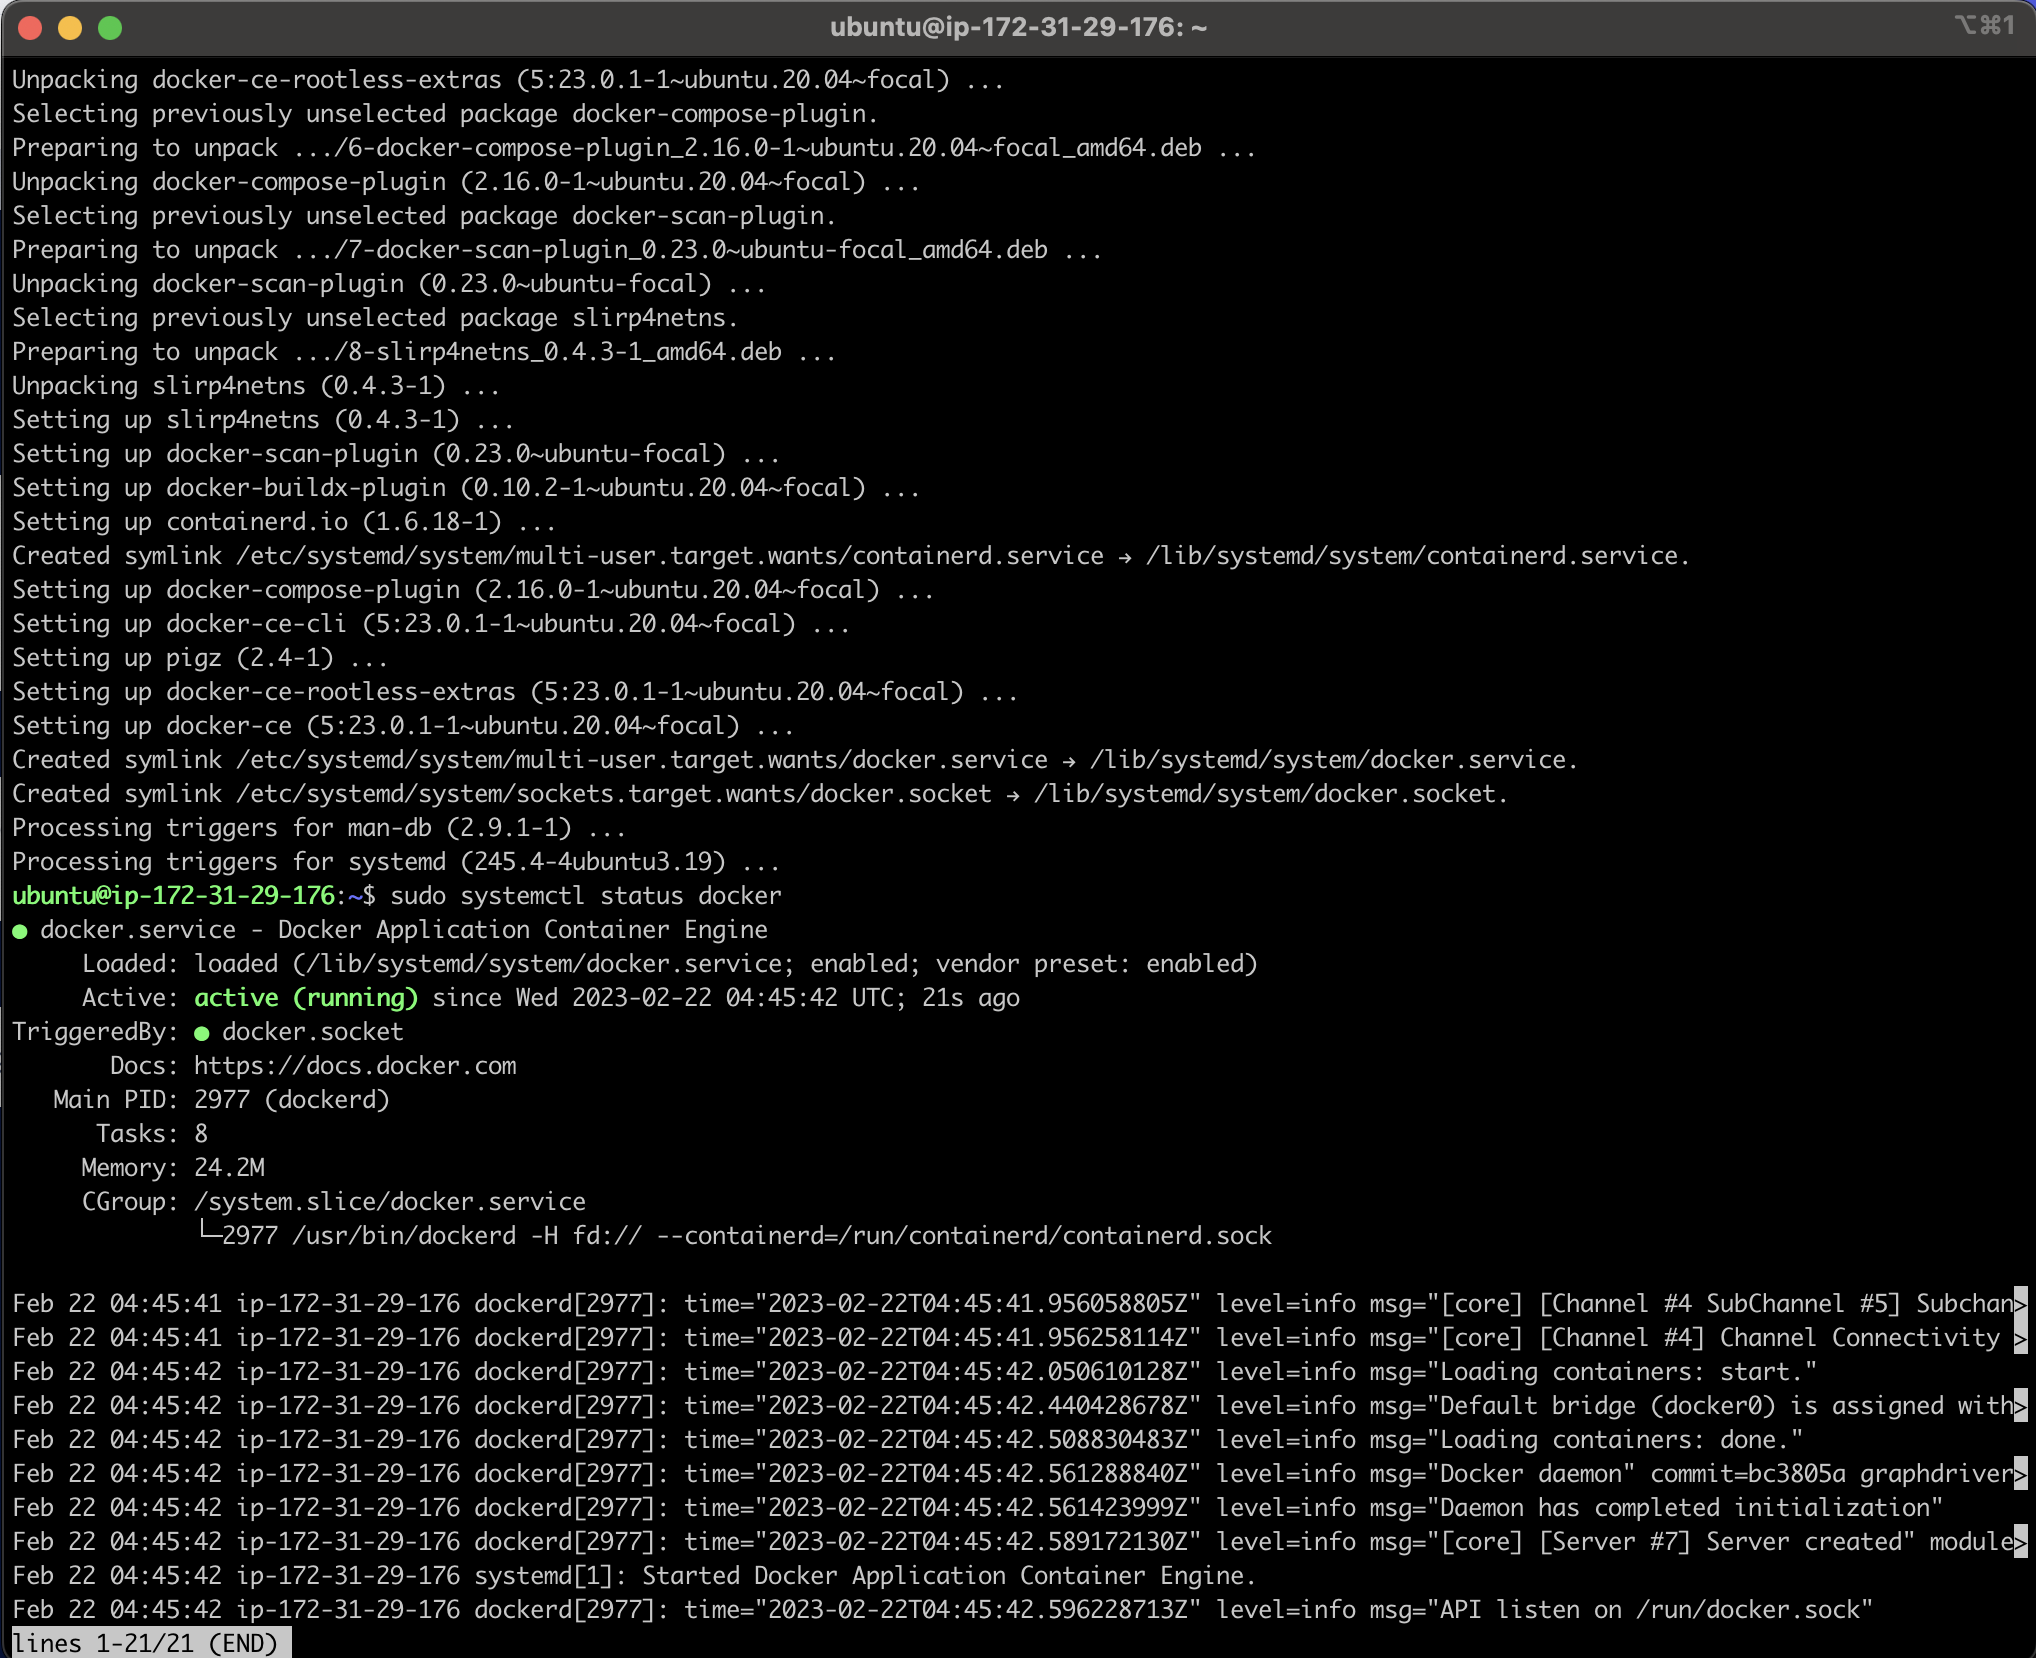 ubuntu@ip-172-31-29-176: ~
⌥⌘1
Unpacking docker-ce-rootless-extras (5:23.0.1-1~ubuntu.20.04~focal) ...
Selecting previously unselected package docker-compose-plugin.
Preparing to unpack .../6-docker-compose-plugin_2.16.0-1~ubuntu.20.04~focal_amd64.deb ...
Unpacking docker-compose-plugin (2.16.0-1~ubuntu.20.04~focal) ...
Selecting previously unselected package docker-scan-plugin.
Preparing to unpack .../7-docker-scan-plugin_0.23.0~ubuntu-focal_amd64.deb ...
Unpacking docker-scan-plugin (0.23.0~ubuntu-focal) ...
Selecting previously unselected package slirp4netns.
Preparing to unpack .../8-slirp4netns_0.4.3-1_amd64.deb ...
Unpacking slirp4netns (0.4.3-1) ...
Setting up slirp4netns (0.4.3-1) ...
Setting up docker-scan-plugin (0.23.0~ubuntu-focal) ...
Setting up docker-buildx-plugin (0.10.2-1~ubuntu.20.04~focal) ...
Setting up containerd.io (1.6.18-1) ...
Created symlink /etc/systemd/system/multi-user.target.wants/containerd.service → /lib/systemd/system/containerd.service.
Setting up docker-compose-plugin (2.16.0-1~ubuntu.20.04~focal) ...
Setting up docker-ce-cli (5:23.0.1-1~ubuntu.20.04~focal) ...
Setting up pigz (2.4-1) ...
Setting up docker-ce-rootless-extras (5:23.0.1-1~ubuntu.20.04~focal) ...
Setting up docker-ce (5:23.0.1-1~ubuntu.20.04~focal) ...
Created symlink /etc/systemd/system/multi-user.target.wants/docker.service → /lib/systemd/system/docker.service.
Created symlink /etc/systemd/system/sockets.target.wants/docker.socket → /lib/systemd/system/docker.socket.
Processing triggers for man-db (2.9.1-1) ...
Processing triggers for systemd (245.4-4ubuntu3.19) ...
ubuntu@ip-172-31-29-176:~$ sudo systemctl status docker
● docker.service - Docker Application Container Engine
     Loaded: loaded (/lib/systemd/system/docker.service; enabled; vendor preset: enabled)
     Active: active (running) since Wed 2023-02-22 04:45:42 UTC; 21s ago
TriggeredBy: ● docker.socket
       Docs: https://docs.docker.com
   Main PID: 2977 (dockerd)
      Tasks: 8
     Memory: 24.2M
     CGroup: /system.slice/docker.service
             └─2977 /usr/bin/dockerd -H fd:// --containerd=/run/containerd/containerd.sock
Feb 22 04:45:41 ip-172-31-29-176 dockerd[2977]: time="2023-02-22T04:45:41.956058805Z" level=info msg="[core] [Channel #4 SubChannel #5] Subchan>
Feb 22 04:45:41 ip-172-31-29-176 dockerd[2977]: time="2023-02-22T04:45:41.956258114Z" level=info msg="[core] [Channel #4] Channel Connectivity >
Feb 22 04:45:42 ip-172-31-29-176 dockerd[2977]: time="2023-02-22T04:45:42.050610128Z" level=info msg="Loading containers: start."
Feb 22 04:45:42 ip-172-31-29-176 dockerd[2977]: time="2023-02-22T04:45:42.440428678Z" level=info msg="Default bridge (docker0) is assigned with>
Feb 22 04:45:42 ip-172-31-29-176 dockerd[2977]: time="2023-02-22T04:45:42.508830483Z" level=info msg="Loading containers: done."
Feb 22 04:45:42 ip-172-31-29-176 dockerd[2977]: time="2023-02-22T04:45:42.561288840Z" level=info msg="Docker daemon" commit=bc3805a graphdriver>
Feb 22 04:45:42 ip-172-31-29-176 dockerd[2977]: time="2023-02-22T04:45:42.561423999Z" level=info msg="Daemon has completed initialization"
Feb 22 04:45:42 ip-172-31-29-176 dockerd[2977]: time="2023-02-22T04:45:42.589172130Z" level=info msg="[core] [Server #7] Server created" module>
Feb 22 04:45:42 ip-172-31-29-176 systemd[1]: Started Docker Application Container Engine.
Feb 22 04:45:42 ip-172-31-29-176 dockerd[2977]: time="2023-02-22T04:45:42.596228713Z" level=info msg="API listen on /run/docker.sock"
lines 1-21/21 (END)